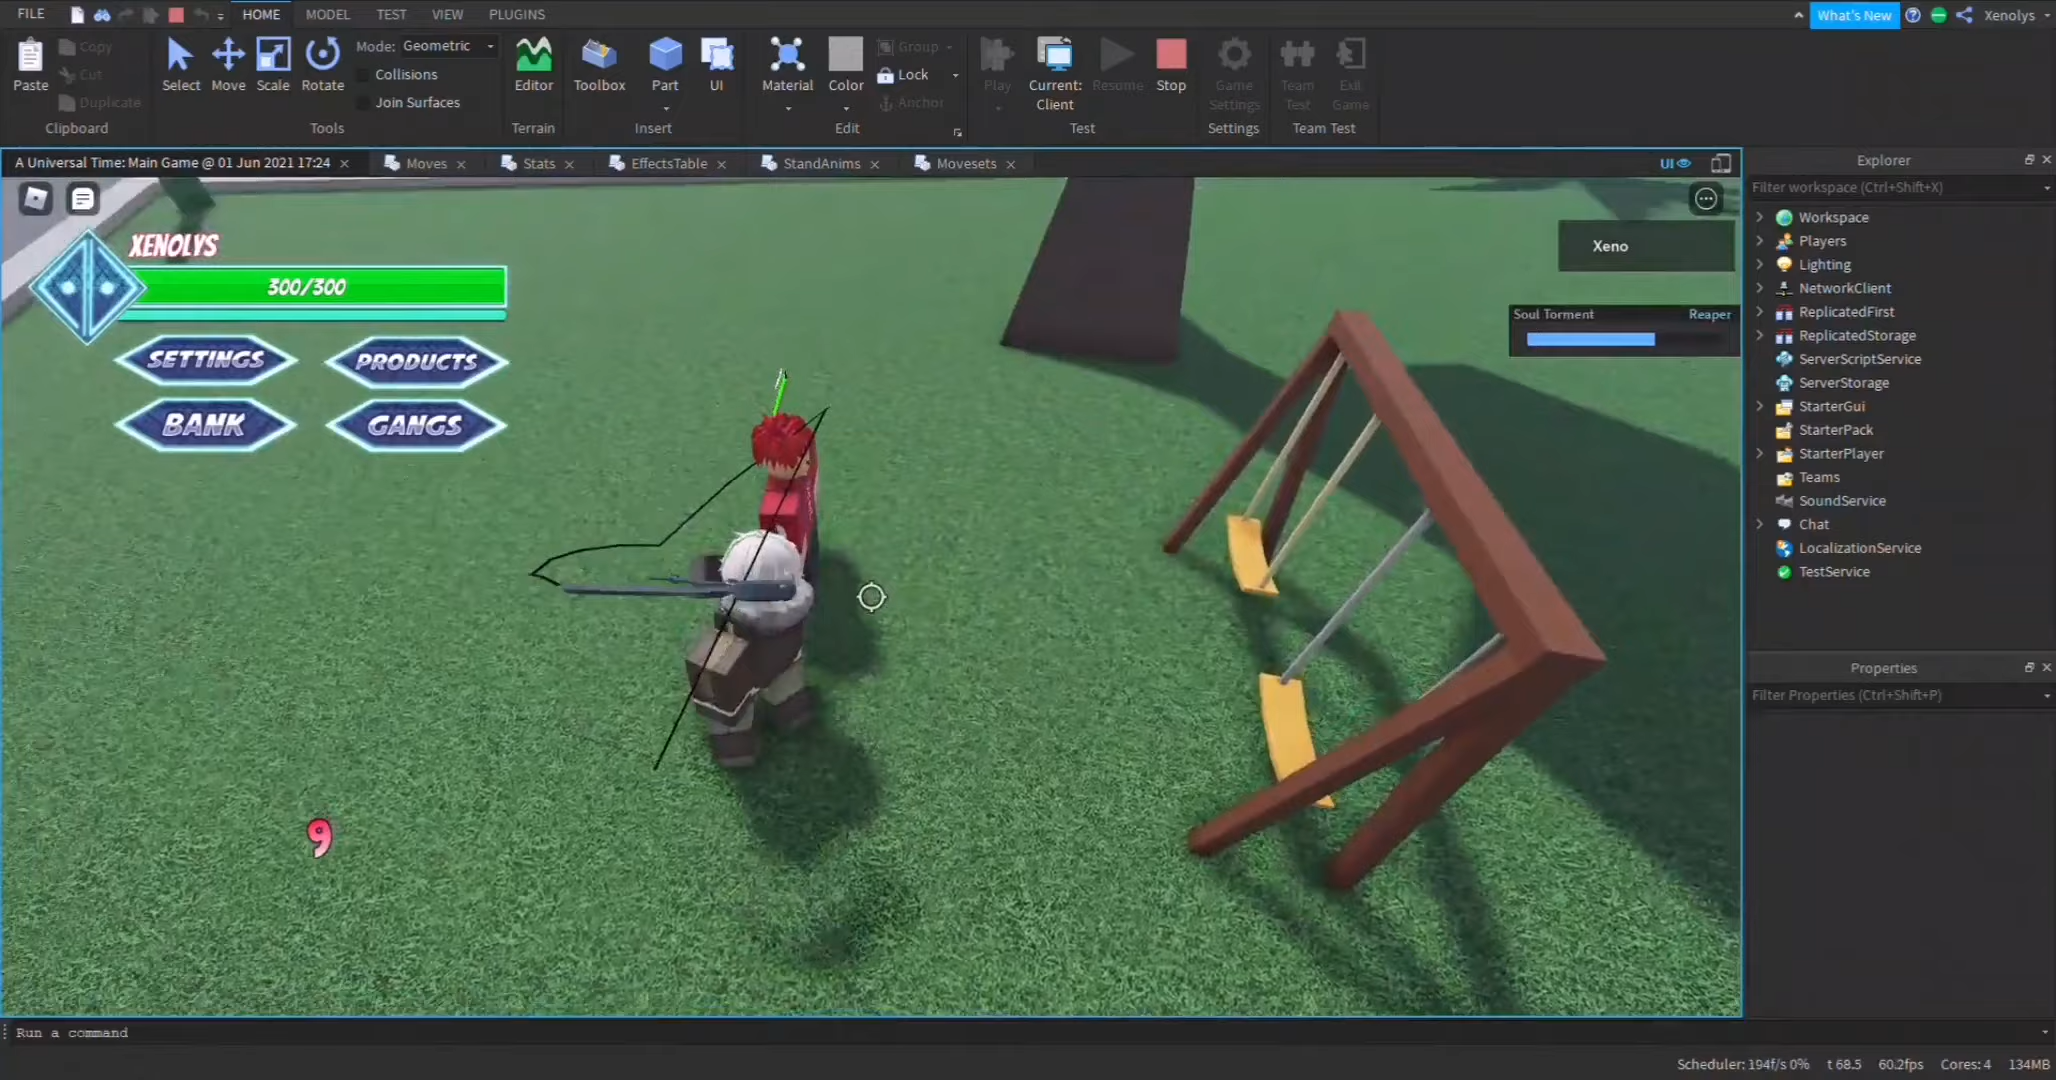 FILE HOME MODEL TEST VIEW PLUGINS What's New Xenolys
Paste Copy Cut Duplicate Select Move Scale Rotate Mode: Geometric Collisions Join Surfaces Editor Toolbox Part UI Material Color Group Lock Anchor Play Current: Client Resume Stop Game Settings Team Test Exit Game
Clipboard Tools Terrain Insert Edit Test Settings Team Test
A Universal Time: Main Game @ 01 Jun 2021 17:24 Moves Stats EffectsTable StandAnims Movesets UI
XENOLYS
300/300
SETTINGS PRODUCTS
BANK GANGS
Xeno
Soul Torment Reaper
9
Explorer
Filter workspace (Ctrl+Shift+X)
Workspace
Players
Lighting
NetworkClient
ReplicatedFirst
ReplicatedStorage
ServerScriptService
ServerStorage
StarterGui
StarterPack
StarterPlayer
Teams
SoundService
Chat
LocalizationService
TestService
Properties
Filter Properties (Ctrl+Shift+P)
Run a command
Scheduler: 194f/s 0% t 68.5 60.2fps Cores: 4 134MB